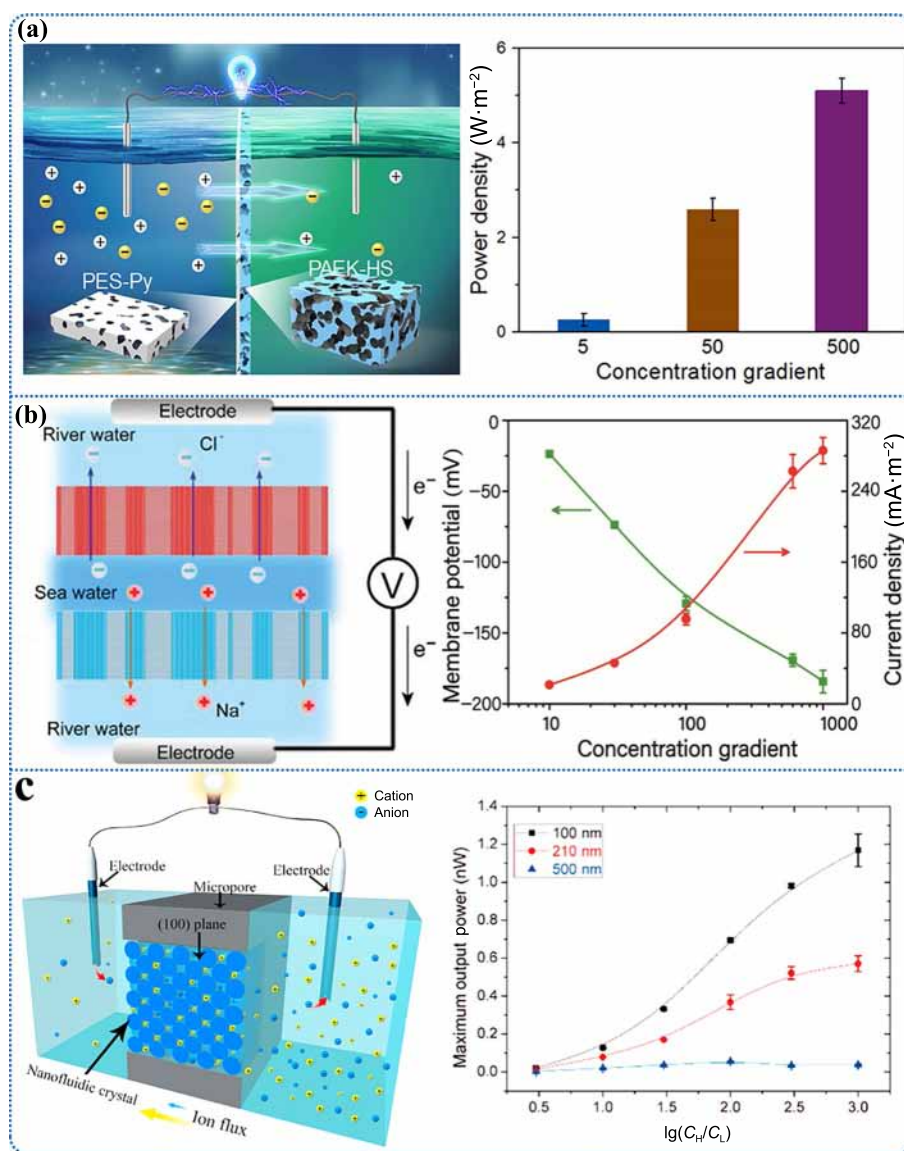 (a)
PES-Py
PAEK-HS
+
−
Power density (W·m⁻²)
6
4
2
0
5
50
500
Concentration gradient
(b)
Electrode
River water
Cl⁻
e⁻
Sea water
V
e⁻
Na⁺
River water
Electrode
Membrane potential (mV)
0
−50
−100
−150
−200
10
100
1000
Concentration gradient
320
240
160
80
0
Current density (mA·m⁻²)
c
+ Cation
- Anion
Electrode
Electrode
Micropore
(100) plane
Nanofluidic crystal
Ion flux
Maximum output power (nW)
1.4
1.2
1.0
0.8
0.6
0.4
0.2
0.0
100 nm
210 nm
500 nm
0.5
1.0
1.5
2.0
2.5
3.0
lg(C_H/C_L)